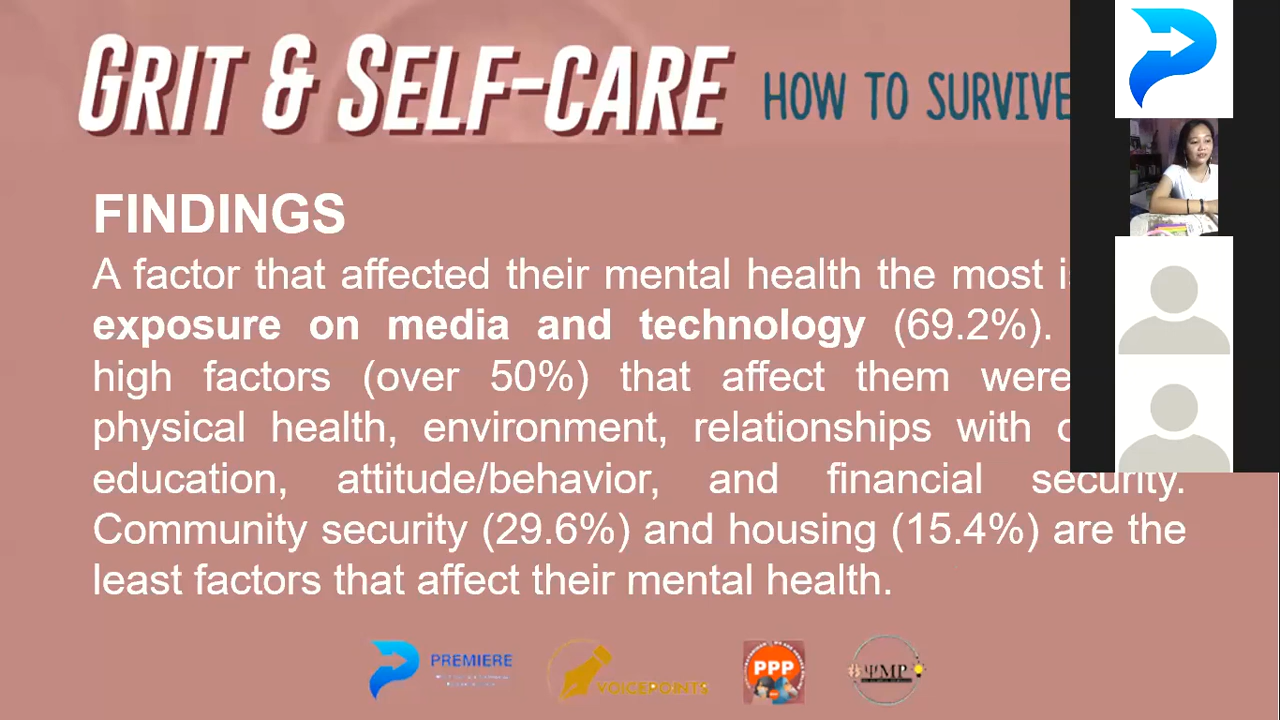 GRIT & SELF-CARE HOW TO SURVIVE
FINDINGS
A factor that affected their mental health the most
exposure on media and technology (69.2%).
high factors (over 50%) that affect them were
physical health, environment, relationships with
education, attitude/behavior, and financial security.
Community security (29.6%) and housing (15.4%) are the
least factors that affect their mental health.
PREMIERE
VOICEPOINTS
PPP
ΨMP